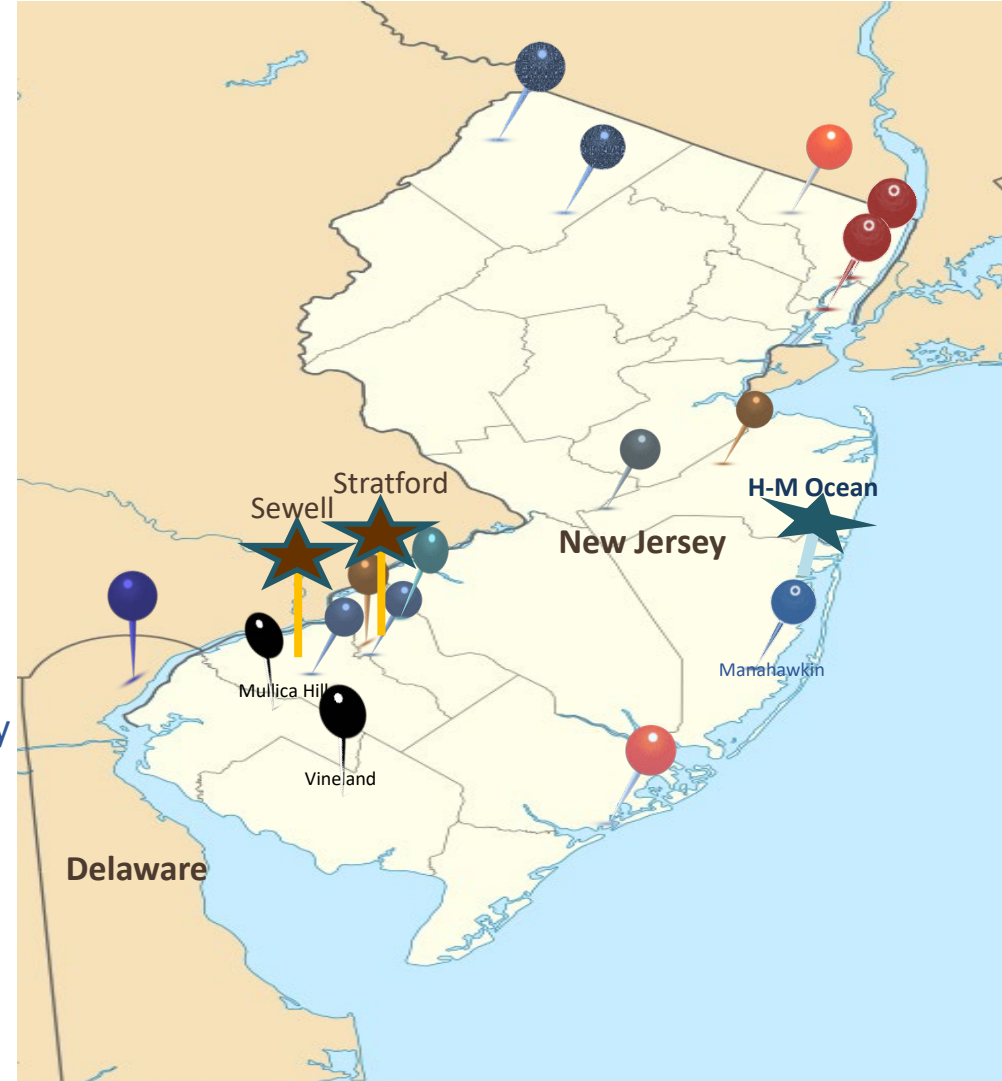 Stratford
Sewell
H-M Ocean
New Jersey
Manahawkin
Mullica Hill
y
Vineland
Delaware